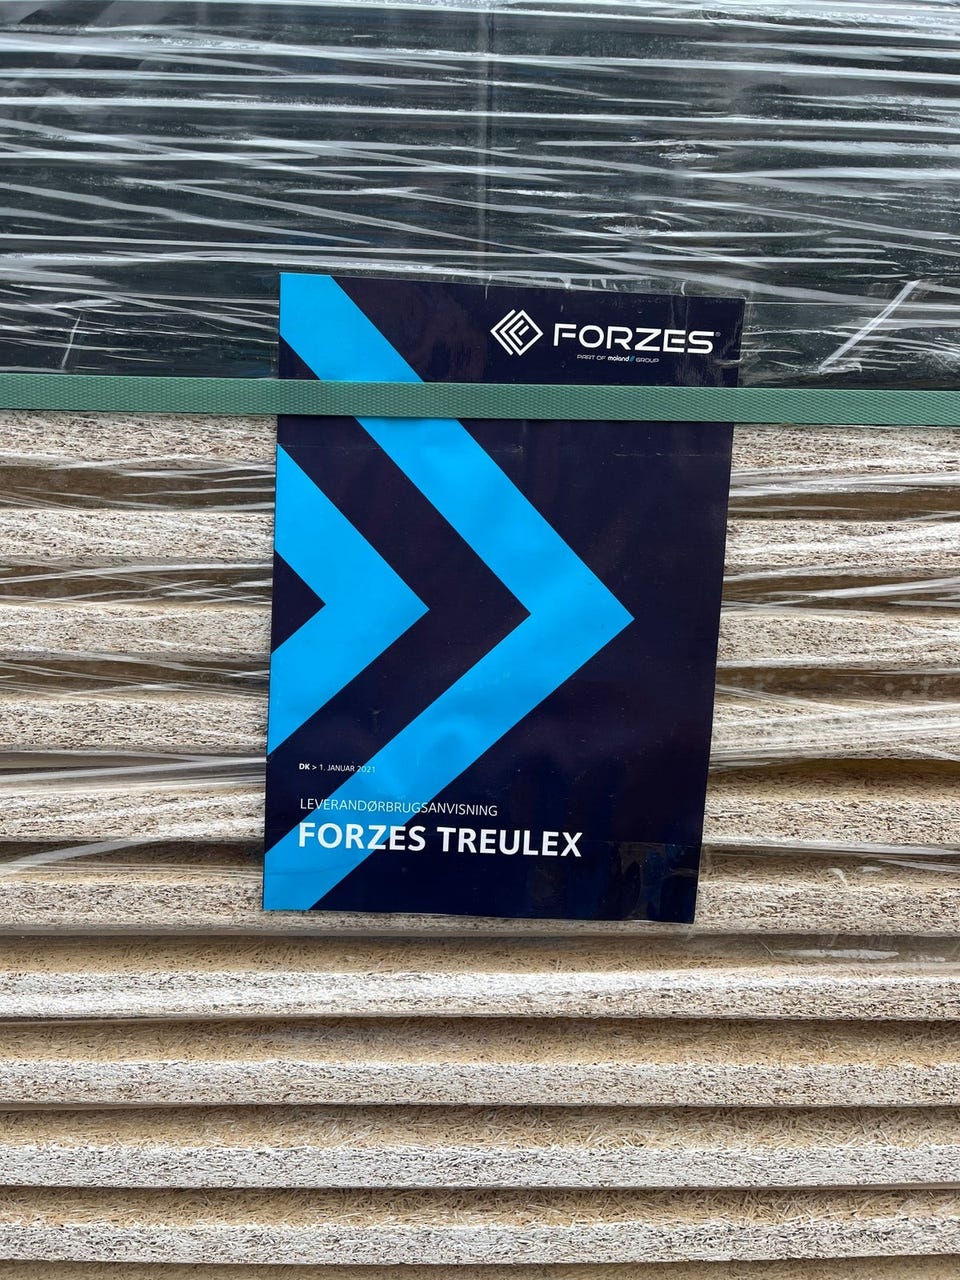 FORZES®
PART OF moland GROUP
DK > 1. JANUAR 2021
LEVERANDØRBRUGSANVISNING
FORZES TREULEX